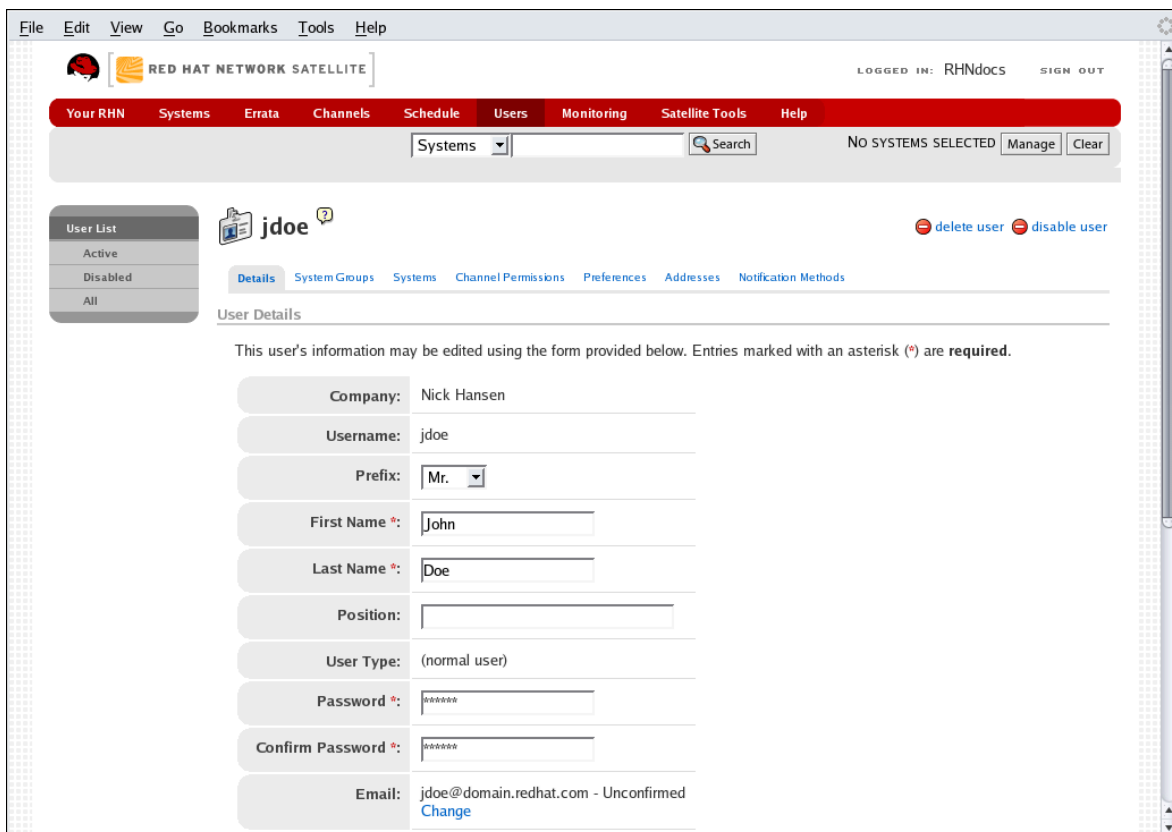 File Edit View Go Bookmarks Tools Help
RED HAT NETWORK SATELLITE
LOGGED IN: RHNdocs SIGN OUT
Your RHN Systems Errata Channels Schedule Users Monitoring Satellite Tools Help
Systems Search NO SYSTEMS SELECTED Manage Clear
User List
Active
Disabled
All
jdoe ?
delete user disable user
Details System Groups Systems Channel Permissions Preferences Addresses Notification Methods
User Details
This user's information may be edited using the form provided below. Entries marked with an asterisk (*) are required.
Company: Nick Hansen
Username: jdoe
Prefix: Mr.
First Name *: John
Last Name *: Doe
Position:
User Type: (normal user)
Password *: ******
Confirm Password *: ******
Email: jdoe@domain.redhat.com - Unconfirmed
Change